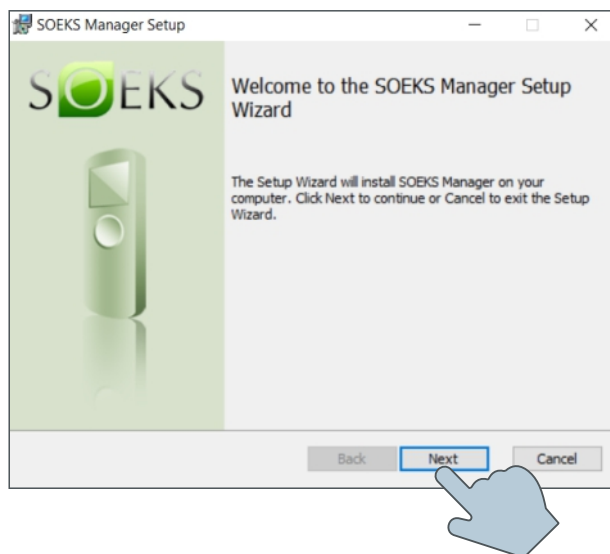 SOEKS Manager Setup
SOEKS
Welcome to the SOEKS Manager Setup
Wizard
The Setup Wizard will install SOEKS Manager on your
computer. Click Next to continue or Cancel to exit the Setup
Wizard.
Back Next Cancel